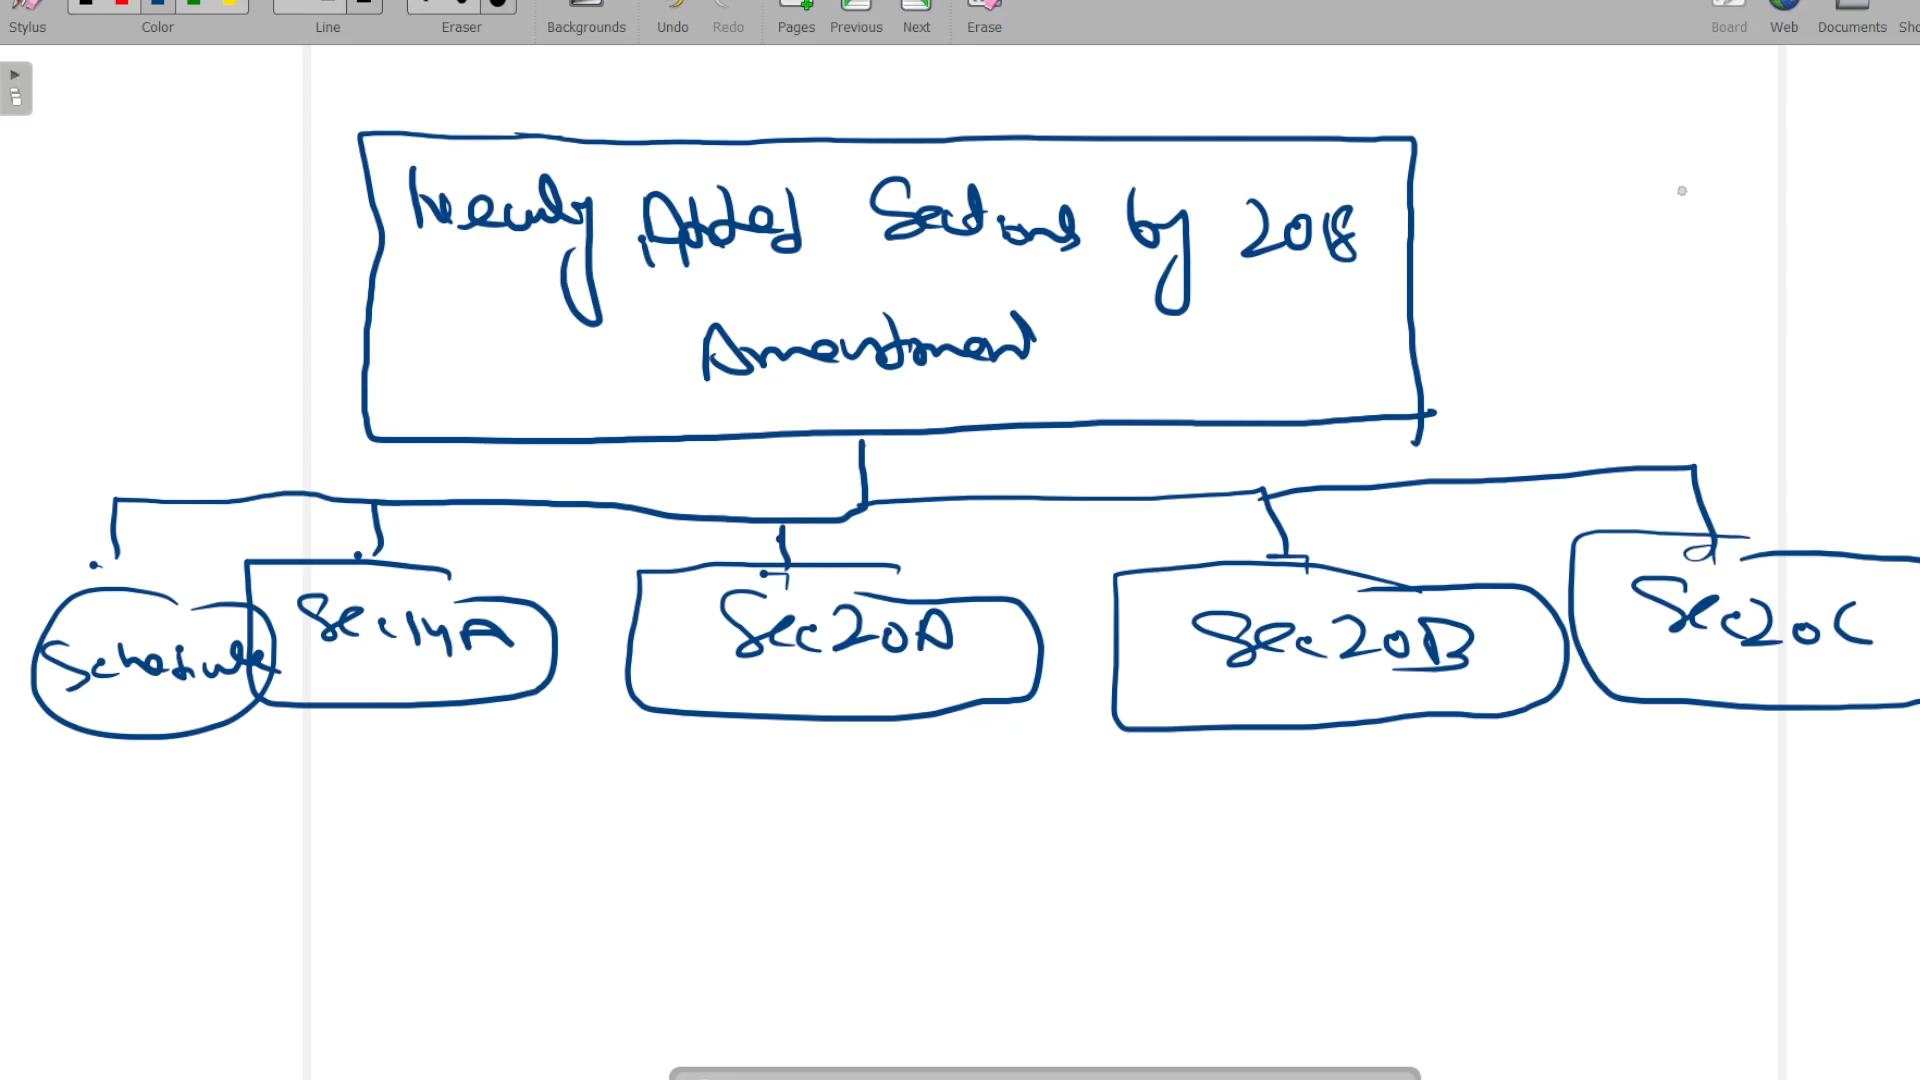 Stylus Color Line Eraser Backgrounds Undo Redo Pages Previous Next Erase Board Web Documents Sho
Newly Added Sections by 2018
Amendment
Schedule Sec 14A Sec 20A Sec 20B Sec 20C